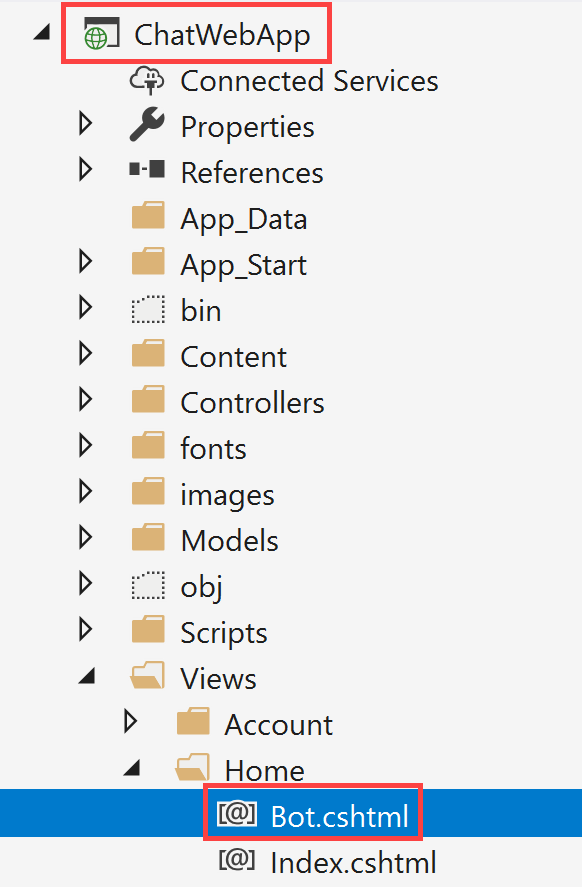 ChatWebApp
Connected Services
Properties
References
App_Data
App_Start
bin
Content
Controllers
fonts
images
Models
obj
Scripts
Views
Account
Home
[@] Bot.cshtml
[@] Index.cshtml